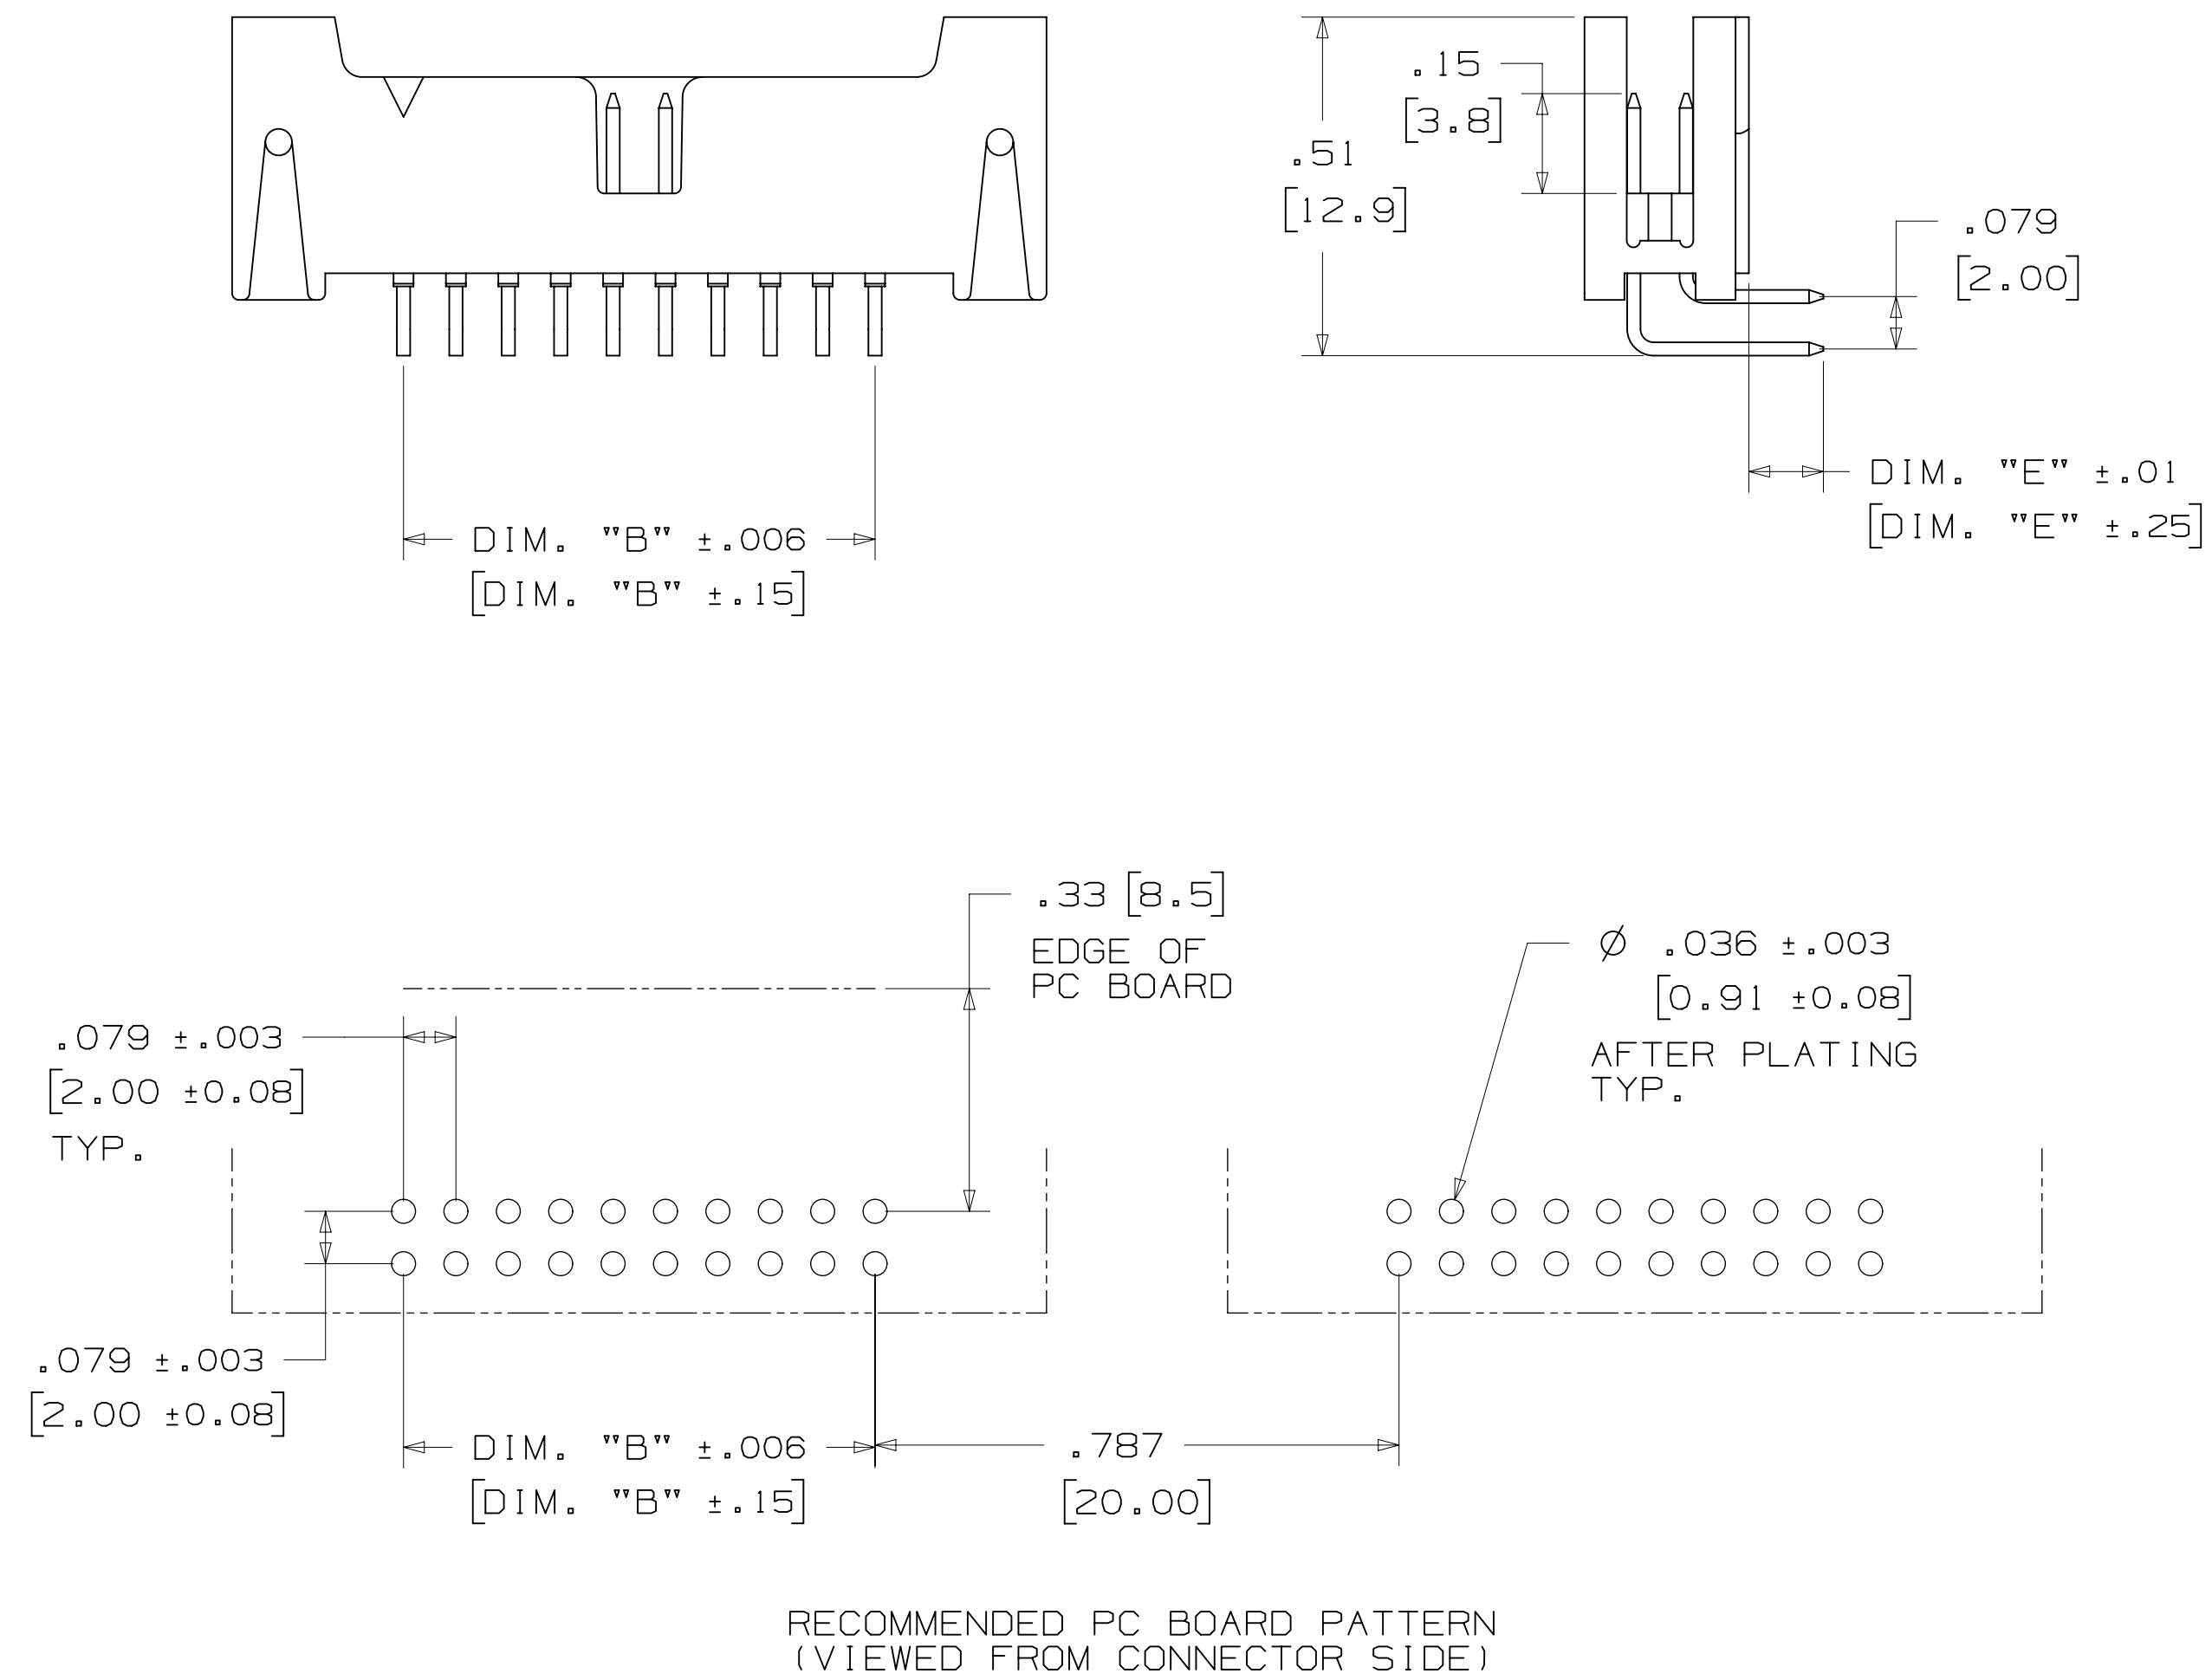 .15
[3.8]
.51
[12.9]
.079
[2.00]
DIM. "E" ±.01
[DIM. "E" ±.25]
DIM. "B" ±.006
[DIM. "B" ±.15]
.33 [8.5]
EDGE OF
PC BOARD
Ø .036 ±.003
[0.91 ±0.08]
AFTER PLATING
TYP.
.079 ±.003
[2.00 ±0.08]
TYP.
.079 ±.003
[2.00 ±0.08]
DIM. "B" ±.006
[DIM. "B" ±.15]
.787
[20.00]
RECOMMENDED PC BOARD PATTERN
(VIEWED FROM CONNECTOR SIDE)